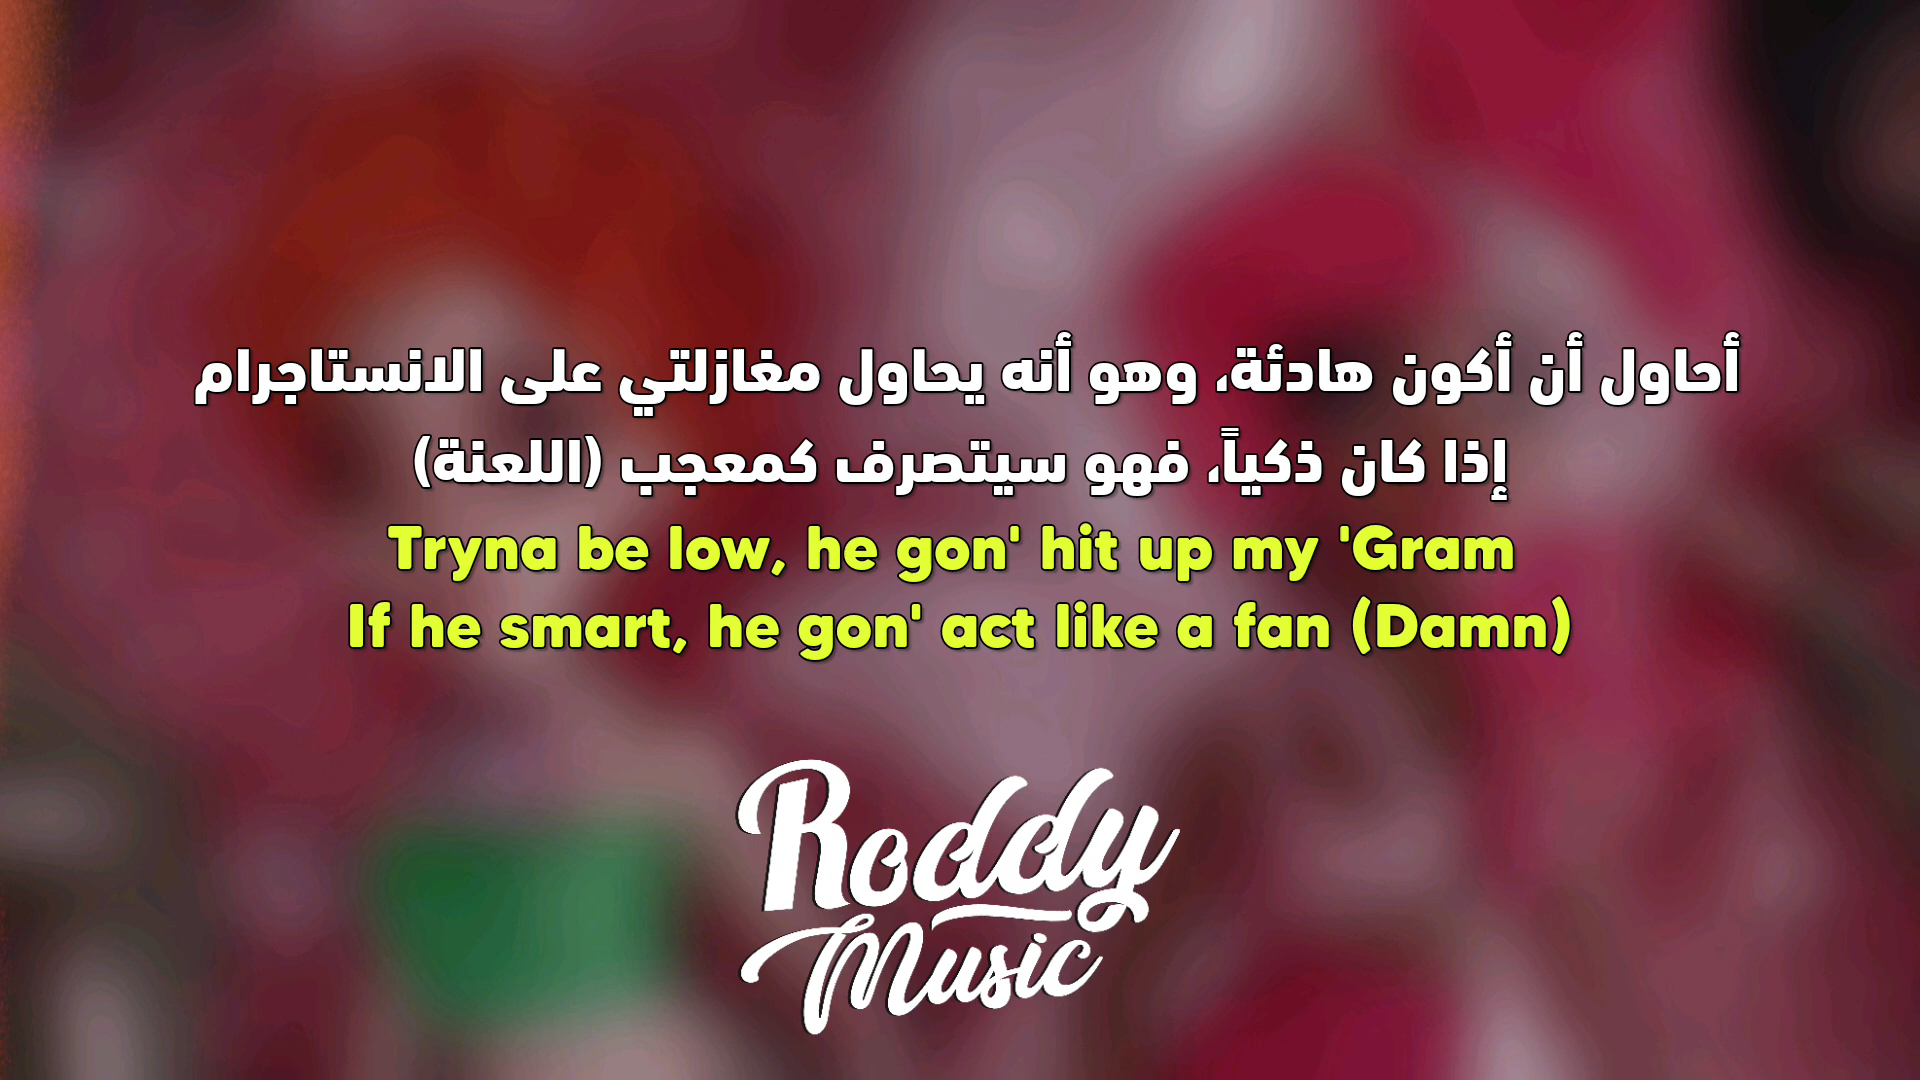 أحاول أن أكون هادئة، وهو أنه يحاول مغازلتي على الانستاجرام
إذا كان ذكياً، فهو سيتصرف كمعجب (اللعنة)
Tryna be low, he gon' hit up my 'Gram
If he smart, he gon' act like a fan (Damn)
Roddy
Music